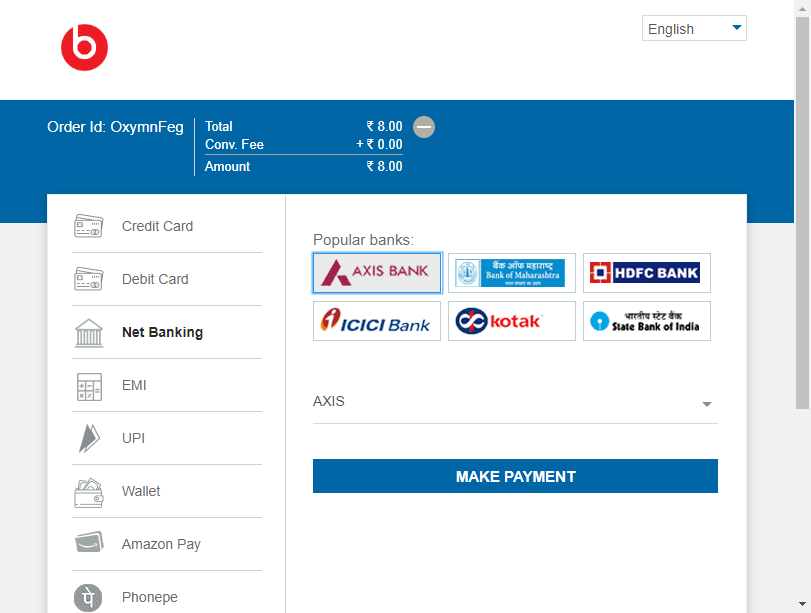 b
English
Order Id: OxymnFeg
Total ₹ 8.00
Conv. Fee + ₹ 0.00
Amount ₹ 8.00
Credit Card
Debit Card
Net Banking
EMI
UPI
Wallet
Amazon Pay
Phonepe
Popular banks:
AXIS BANK
बैंक ऑफ महाराष्ट्र
Bank of Maharashtra
HDFC BANK
ICICI Bank
kotak
भारतीय स्टेट बैंक
State Bank of India
AXIS
MAKE PAYMENT